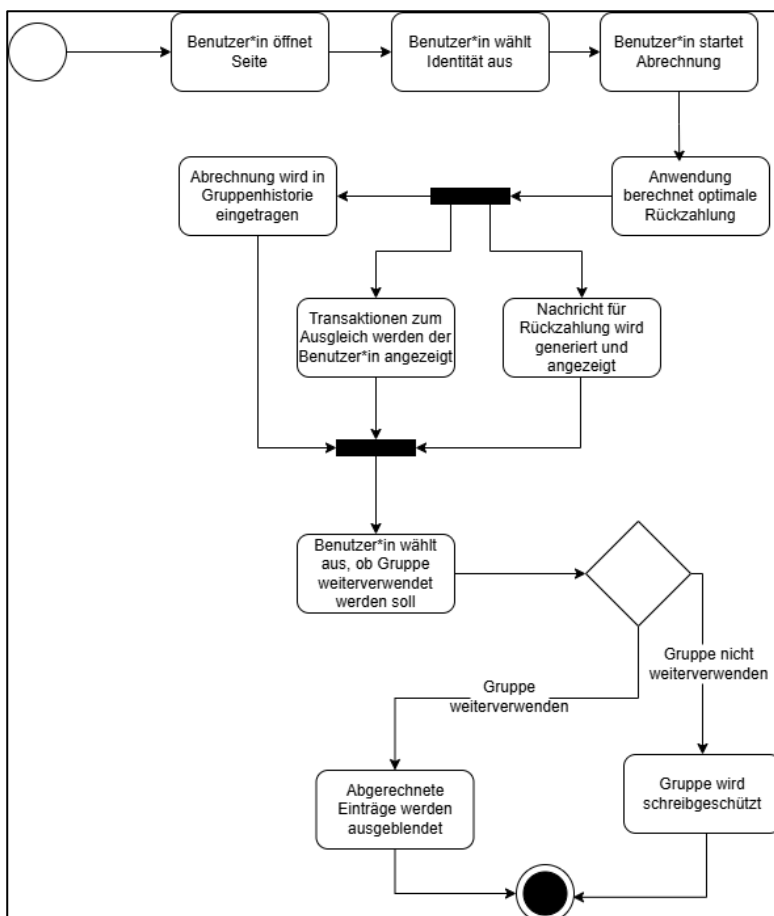 Benutzer*in öffnet
Seite
Benutzer*in wählt
Identität aus
Benutzer*in startet
Abrechnung
Abrechnung wird in
Gruppenhistorie
eingetragen
Anwendung
berechnet optimale
Rückzahlung
Transaktionen zum
Ausgleich werden der
Benutzer*in angezeigt
Nachricht für
Rückzahlung wird
generiert und
angezeigt
Benutzer*in wählt
aus, ob Gruppe
weiterverwendet
werden soll
Gruppe nicht
weiterverwenden
Gruppe
weiterverwenden
Abgerechnete
Einträge werden
ausgeblendet
Gruppe wird
schreibgeschützt